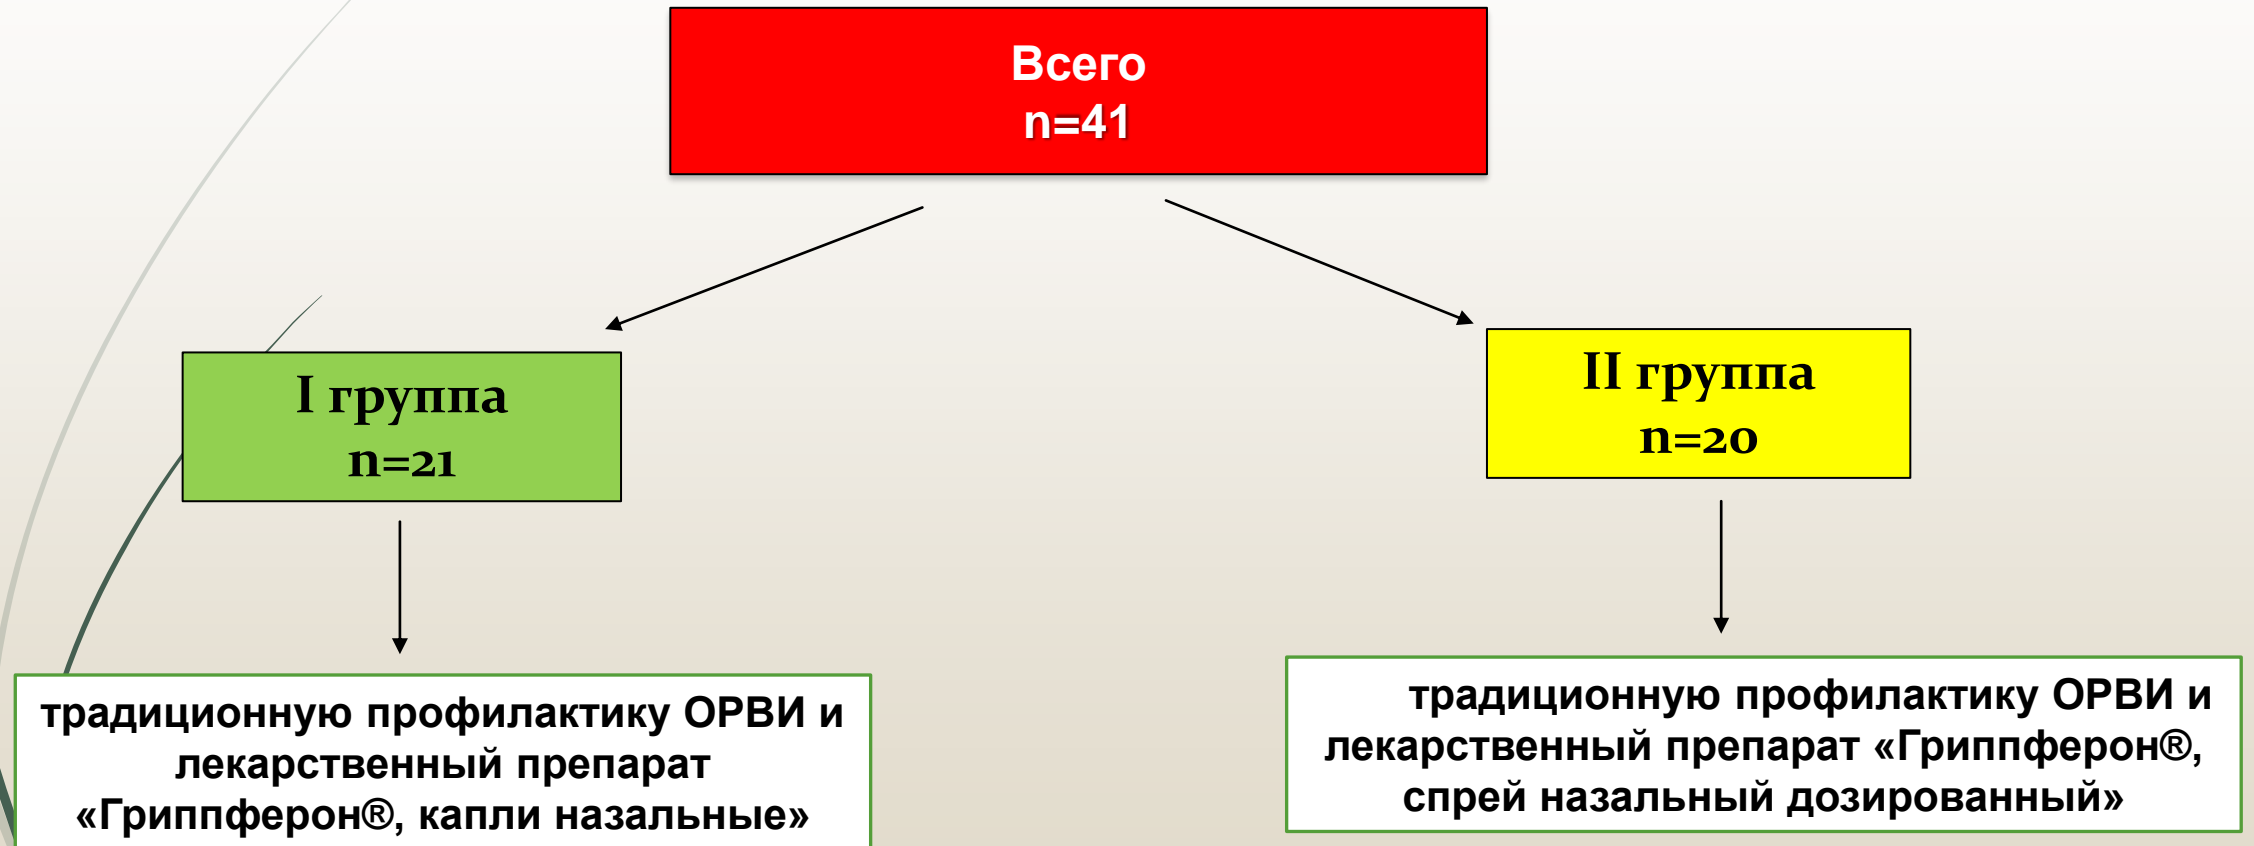 Всего
n=41
I группа
n=21
II группа
n=20
традиционную профилактику ОРВИ и
лекарственный препарат
«Гриппферон®, капли назальные»
традиционную профилактику ОРВИ и
лекарственный препарат «Гриппферон®,
спрей назальный дозированный»